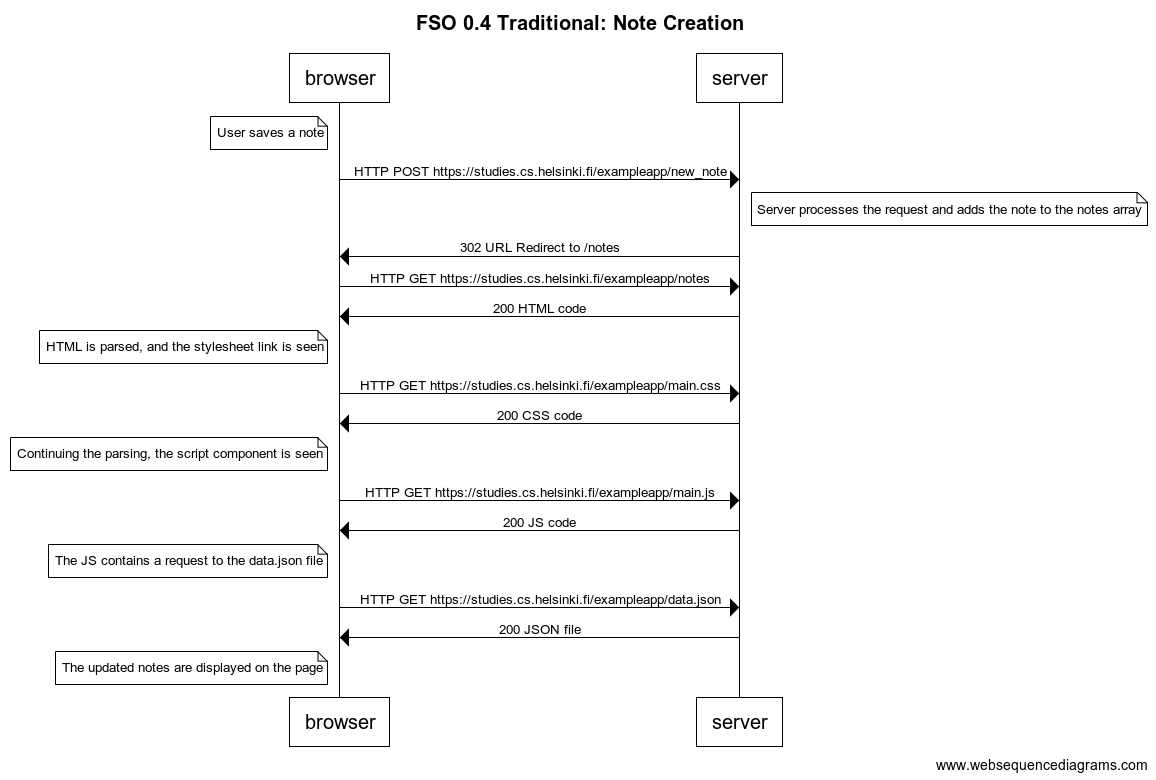 FSO 0.4 Traditional: Note Creation
browser
server
User saves a note
HTTP POST https://studies.cs.helsinki.fi/exampleapp/new_note
Server processes the request and adds the note to the notes array
302 URL Redirect to /notes
HTTP GET https://studies.cs.helsinki.fi/exampleapp/notes
200 HTML code
HTML is parsed, and the stylesheet link is seen
HTTP GET https://studies.cs.helsinki.fi/exampleapp/main.css
200 CSS code
Continuing the parsing, the script component is seen
HTTP GET https://studies.cs.helsinki.fi/exampleapp/main.js
200 JS code
The JS contains a request to the data.json file
HTTP GET https://studies.cs.helsinki.fi/exampleapp/data.json
200 JSON file
The updated notes are displayed on the page
browser
server
www.websequencediagrams.com